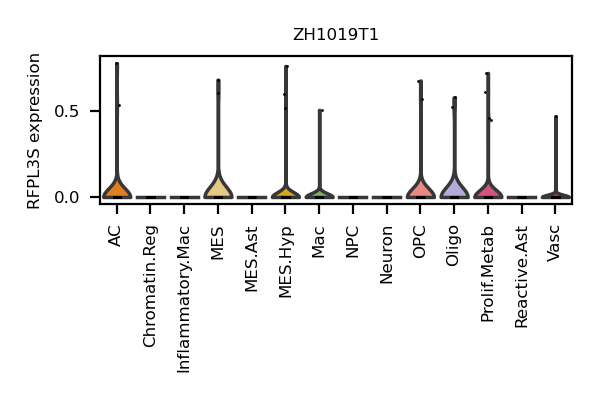 ZH1019T1
RFPL3S expression
0.5
0.0
AC
Chromatin.Reg
Inflammatory.Mac
MES
MES.Ast
MES.Hyp
Mac
NPC
Neuron
OPC
Oligo
Prolif.Metab
Reactive.Ast
Vasc